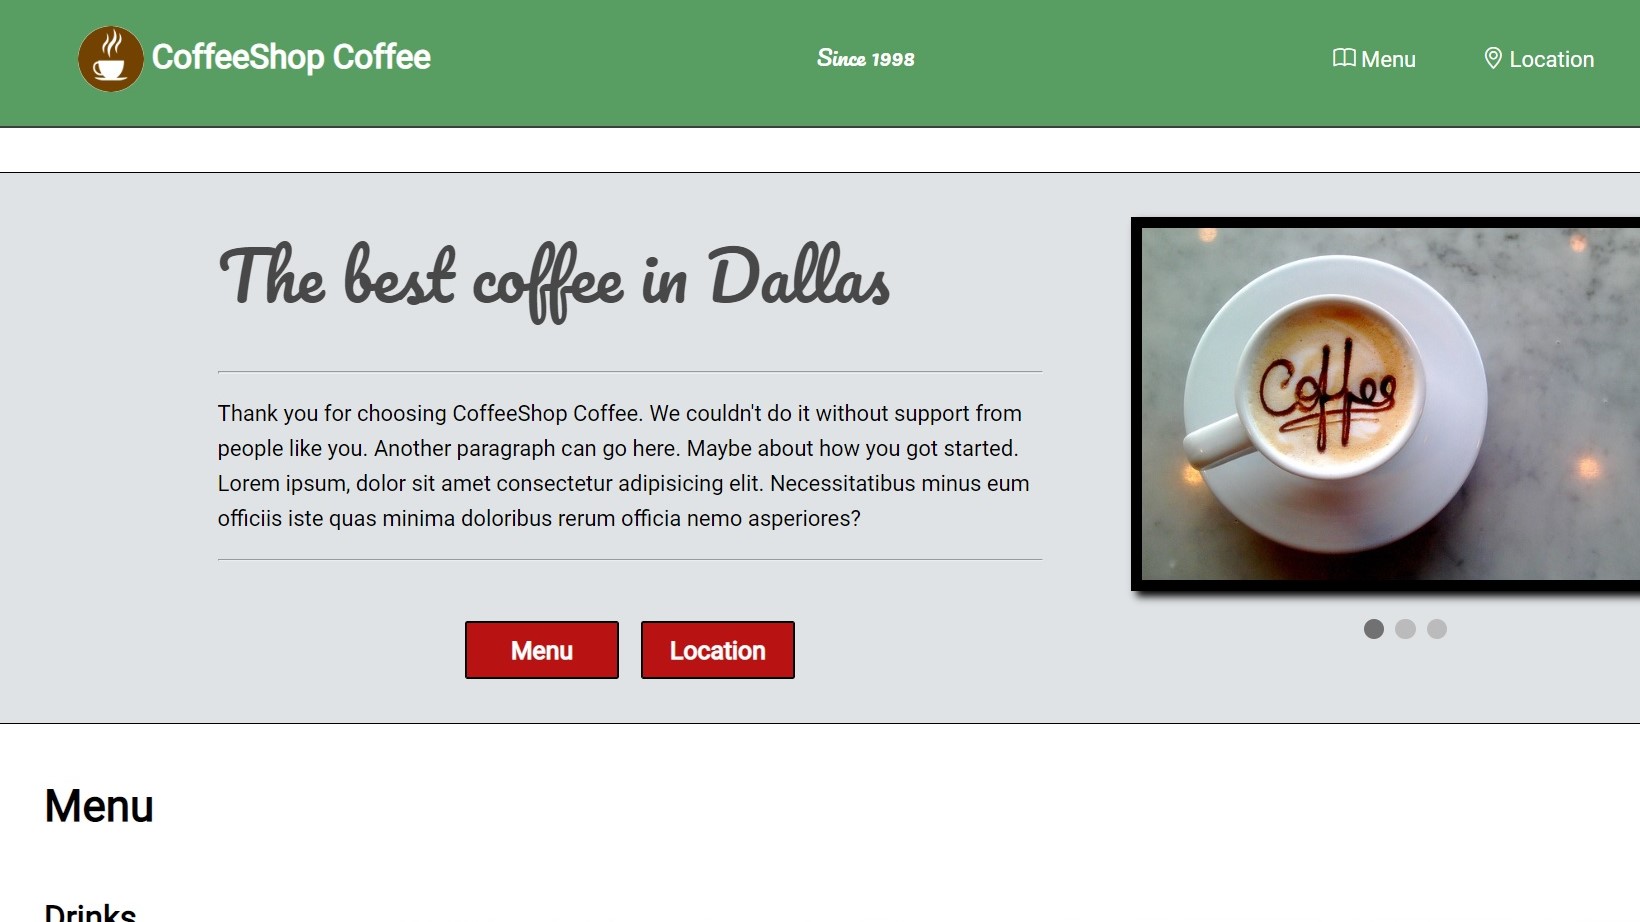 CoffeeShop Coffee
Since 1998
Menu
Location
The best coffee in Dallas
Thank you for choosing CoffeeShop Coffee. We couldn't do it without support from
people like you. Another paragraph can go here. Maybe about how you got started.
Lorem ipsum, dolor sit amet consectetur adipisicing elit. Necessitatibus minus eum
officiis iste quas minima doloribus rerum officia nemo asperiores?
Coffee
Menu
Location
Menu
Drinks